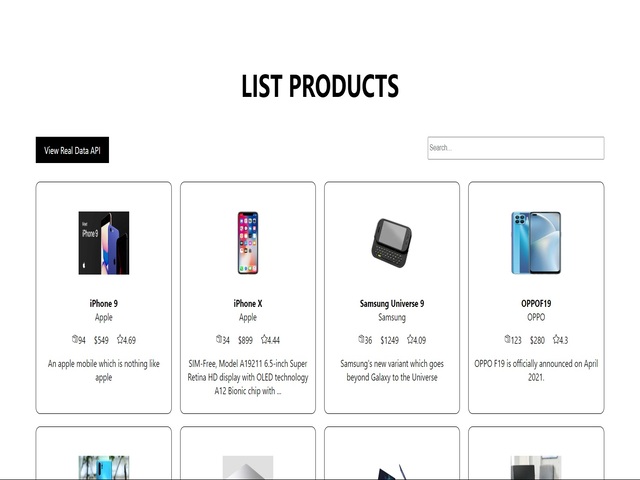 LIST PRODUCTS
View Real Data API
Search...
iPhone 9
iPhone 9
Apple
94 $549 4.69
An apple mobile which is nothing like
apple
iPhone X
Apple
34 $899 4.44
SIM-Free, Model A19211 6.5-inch Super
Retina HD display with OLED technology
A12 Bionic chip with ...
Samsung Universe 9
Samsung
36 $1249 4.09
Samsung's new variant which goes
beyond Galaxy to the Universe
OPPOF19
OPPO
123 $280 4.3
OPPO F19 is officially announced on April
2021.